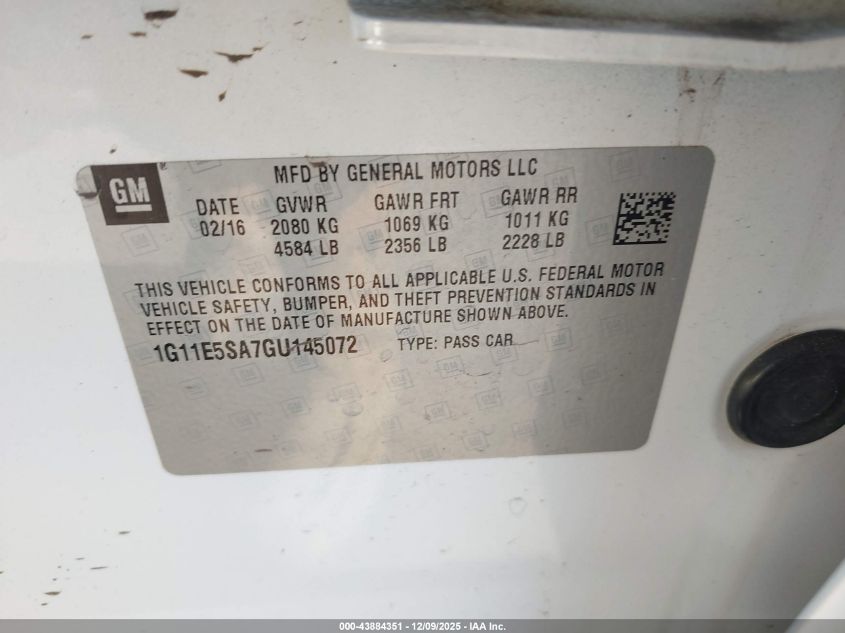 GM
MFD BY GENERAL MOTORS LLC
DATE GVWR GAWR FRT GAWR RR
02/16 2080 KG 1069 KG 1011 KG
4584 LB 2356 LB 2228 LB
THIS VEHICLE CONFORMS TO ALL APPLICABLE U.S. FEDERAL MOTOR
VEHICLE SAFETY, BUMPER, AND THEFT PREVENTION STANDARDS IN
EFFECT ON THE DATE OF MANUFACTURE SHOWN ABOVE.
1G11E5SA7GU145072 TYPE: PASS CAR
000-43884351 - 12/09/2025 - IAA Inc.